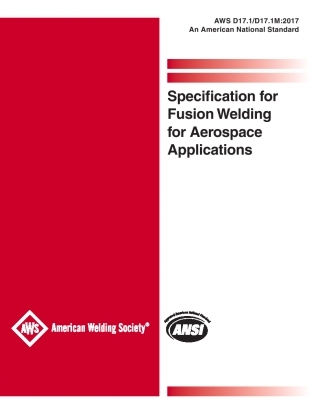 AWS D17.1/D17.1M:2017
An American National Standard
Specification for
Fusion Welding
for Aerospace
Applications
AWS
American Welding Society®
ANSI